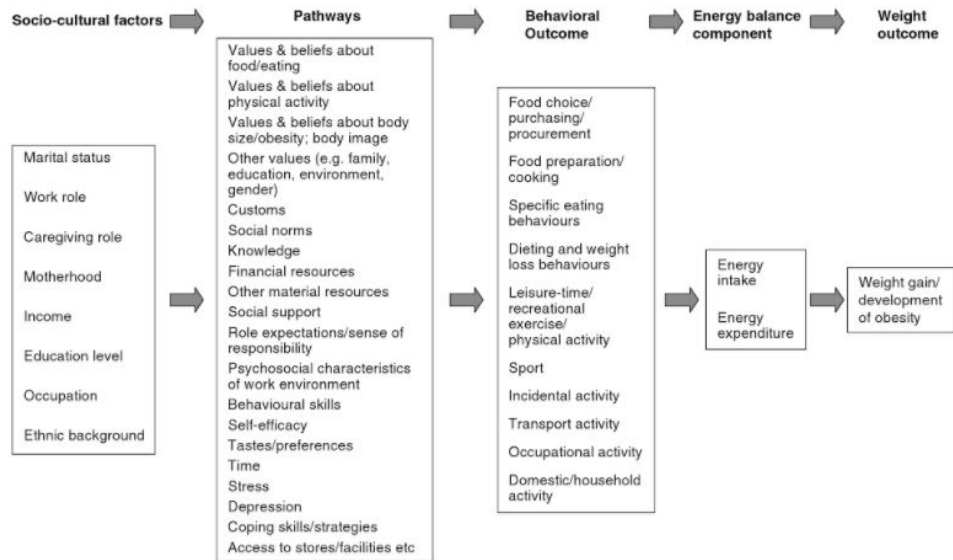 Socio-cultural factors
Pathways
Behavioral
Outcome
Energy balance
component
Weight
outcome
Marital status
Work role
Caregiving role
Motherhood
Income
Education level
Occupation
Ethnic background
Values & beliefs about
food/eating
Values & beliefs about
physical activity
Values & beliefs about body
size/obesity; body image
Other values (e.g. family,
education, environment,
gender)
Customs
Social norms
Knowledge
Financial resources
Other material resources
Social support
Role expectations/sense of
responsibility
Psychosocial characteristics
of work environment
Behavioural skills
Self-efficacy
Tastes/preferences
Time
Stress
Depression
Coping skills/strategies
Access to stores/facilities etc
Food choice/
purchasing/
procurement
Food preparation/
cooking
Specific eating
behaviours
Dieting and weight
loss behaviours
Leisure-time/
recreational
exercise/
physical activity
Sport
Incidental activity
Transport activity
Occupational activity
Domestic/household
activity
Energy
intake
Energy
expenditure
Weight gain/
development
of obesity